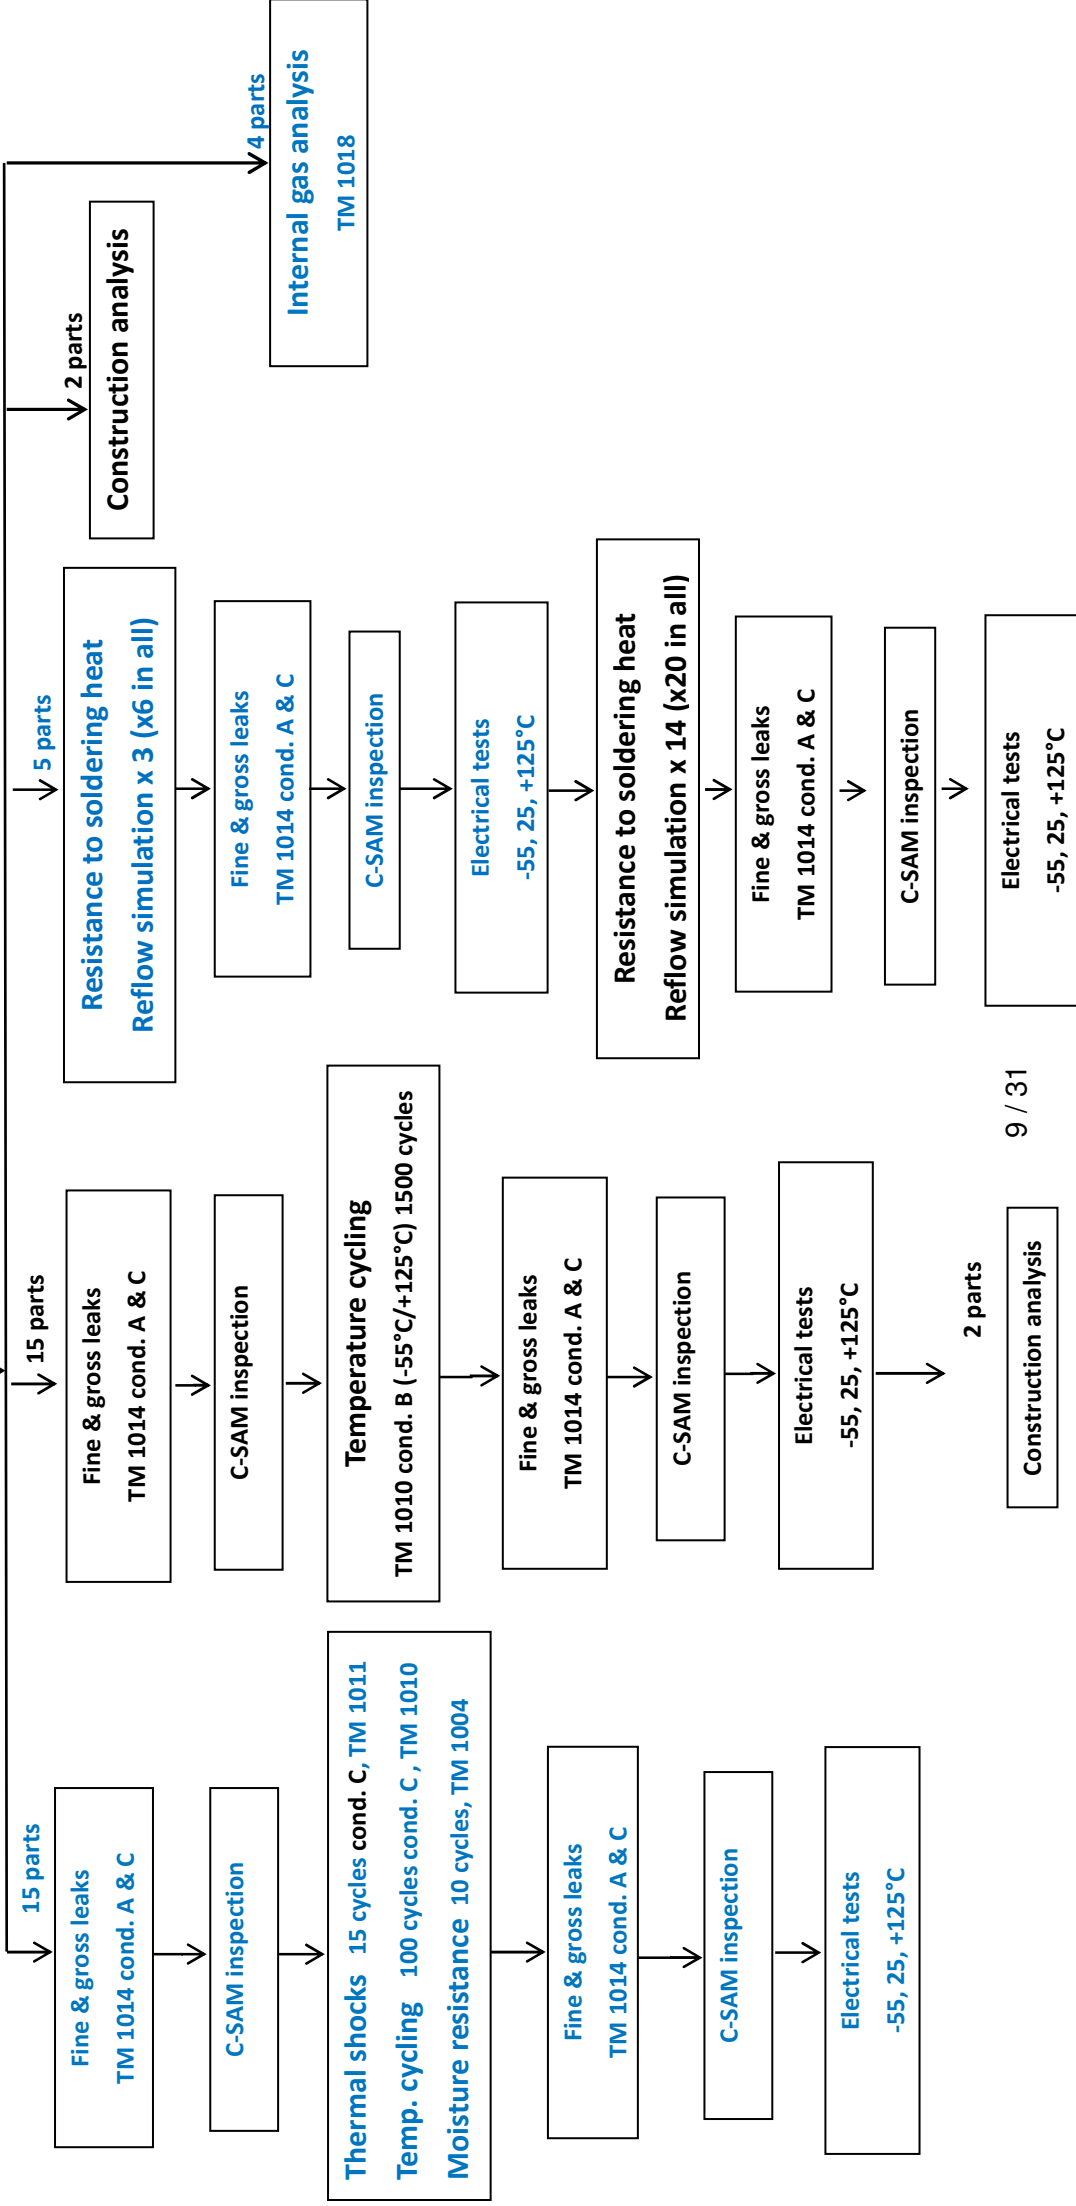 15 parts
Fine & gross leaks
TM 1014 cond. A & C
C-SAM inspection
Thermal shocks 15 cycles cond. C, TM 1011
Temp. cycling 100 cycles cond. C , TM 1010
Moisture resistance 10 cycles, TM 1004
Fine & gross leaks
TM 1014 cond. A & C
C-SAM inspection
Electrical tests
-55, 25, +125°C
15 parts
Fine & gross leaks
TM 1014 cond. A & C
C-SAM inspection
Temperature cycling
TM 1010 cond. B (-55°C/+125°C) 1500 cycles
Fine & gross leaks
TM 1014 cond. A & C
C-SAM inspection
Electrical tests
-55, 25, +125°C
2 parts
Construction analysis
5 parts
Resistance to soldering heat
Reflow simulation x 3 (x6 in all)
Fine & gross leaks
TM 1014 cond. A & C
C-SAM inspection
Electrical tests
-55, 25, +125°C
Resistance to soldering heat
Reflow simulation x 14 (x20 in all)
Fine & gross leaks
TM 1014 cond. A & C
C-SAM inspection
Electrical tests
-55, 25, +125°C
2 parts
Construction analysis
4 parts
Internal gas analysis
TM 1018
9 / 31